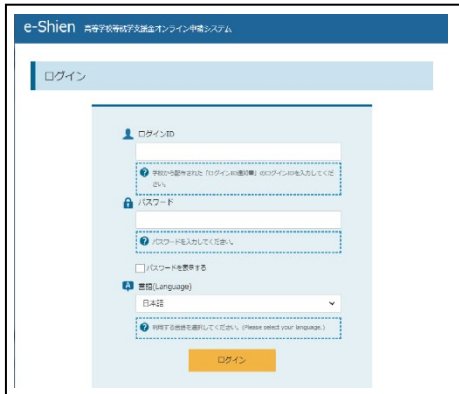 e-Shien 高等学校等就学支援金オンライン申請システム
ログイン
ログインID
学校から配布された「ログインID通知書」のログインIDを入力してくだ
さい。
パスワード
パスワードを入力してください。
パスワードを表示する
言語(Language)
日本語
利用する言語を選択してください。(Please select your language.)
ログイン